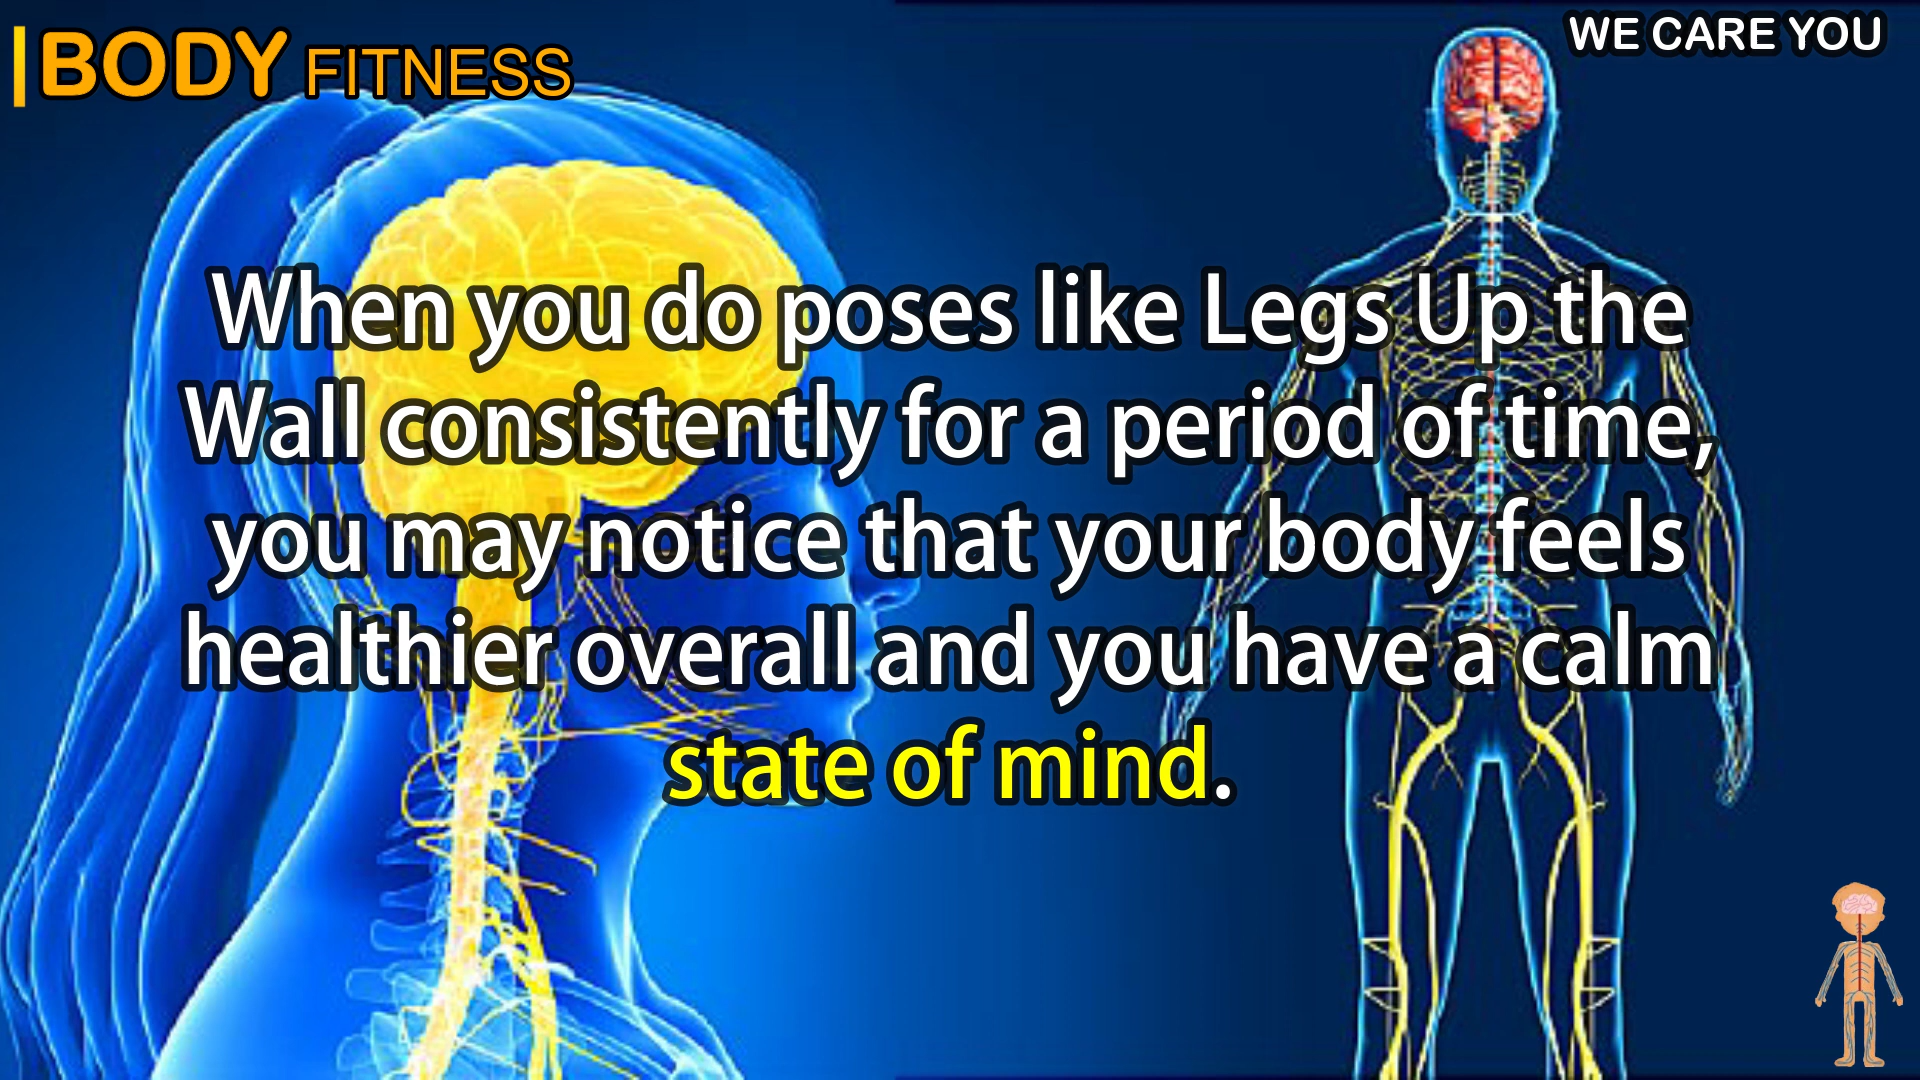 BODY FITNESS
WE CARE YOU
When you do poses like Legs Up the
Wall consistently for a period of time,
you may notice that your body feels
healthier overall and you have a calm
state of mind.